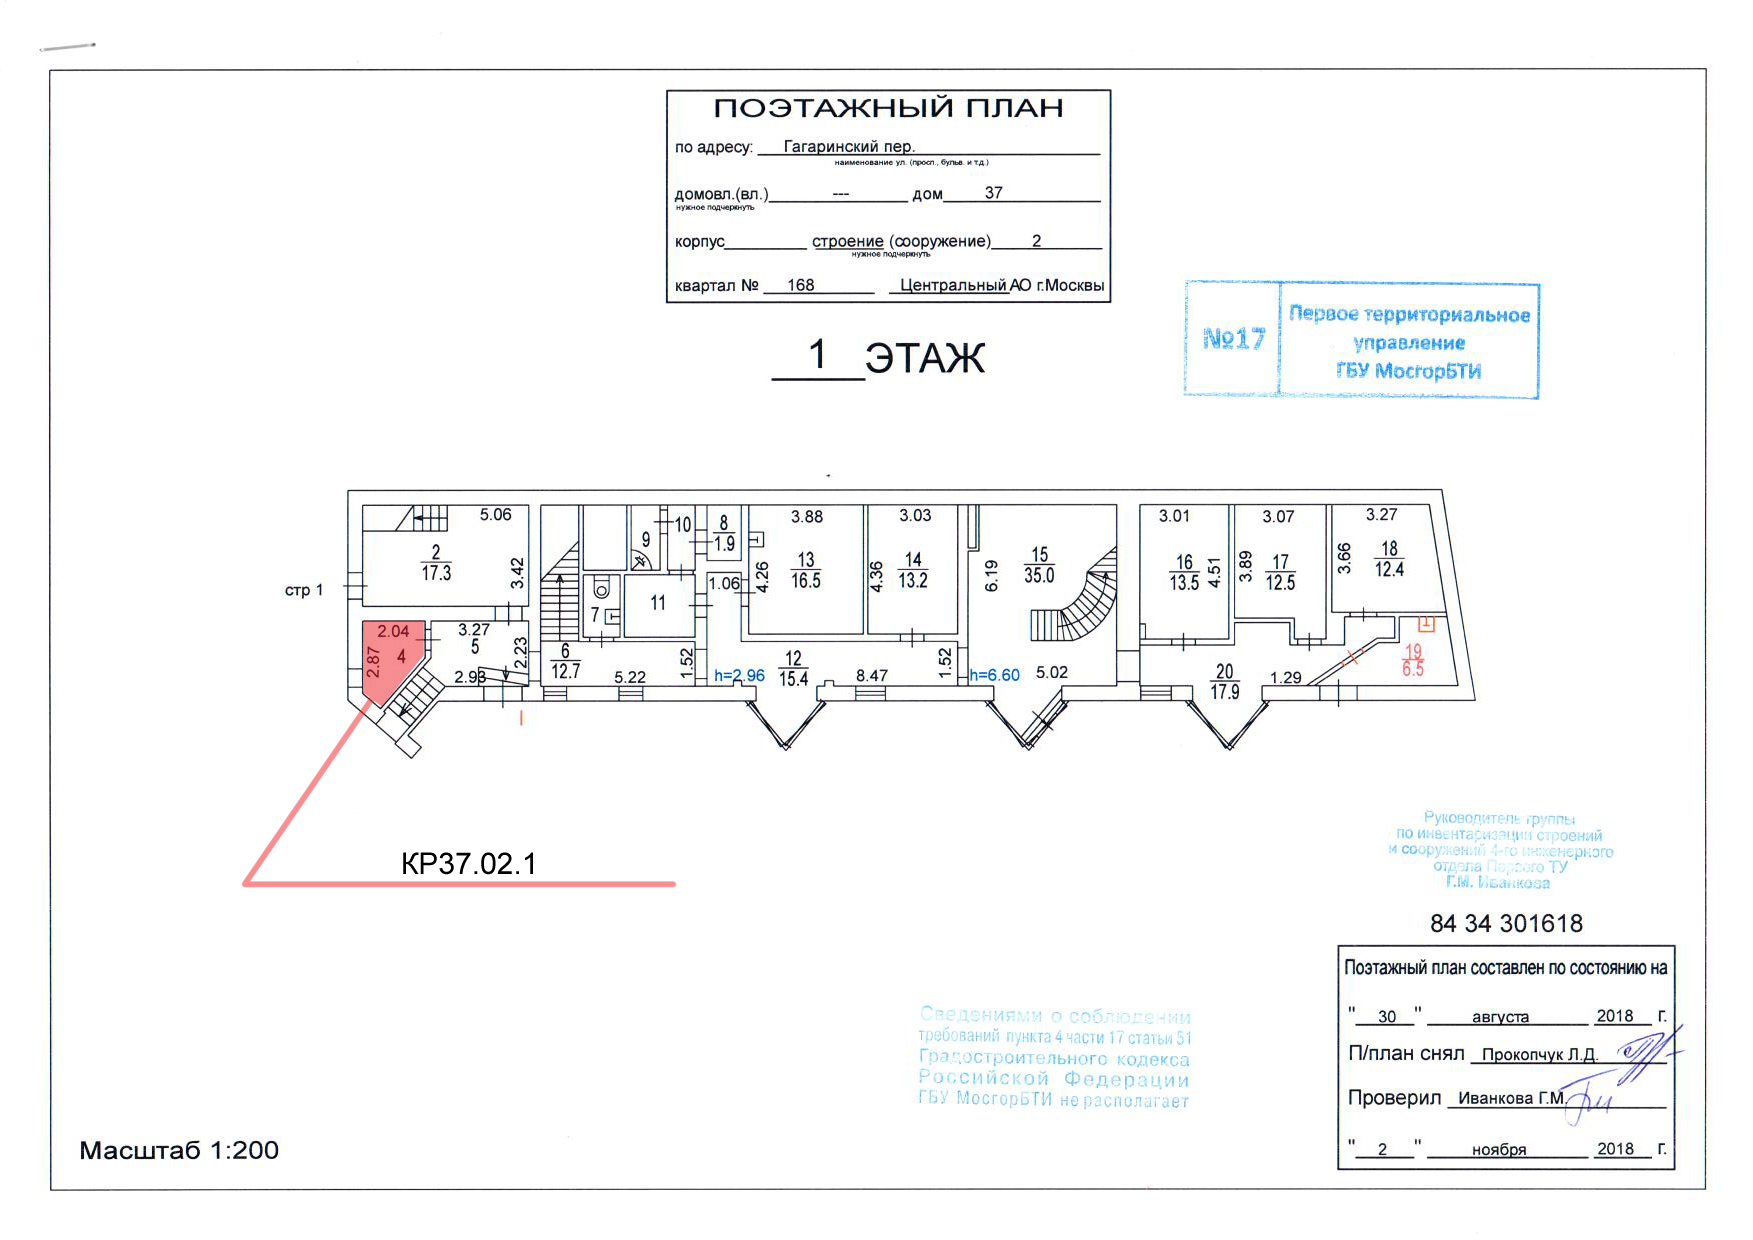 ПОЭТАЖНЫЙ ПЛАН
по адресу: Гагаринский пер.
наименование ул. (просп., бульв. и т.д.)
домовл.(вл.) --- дом 37
нужное подчеркнуть
корпус строение (сооружение) 2
нужное подчеркнуть
квартал № 168 Центральный АО г.Москвы
№17
Первое территориальное
управление
ГБУ МосгорБТИ
1 ЭТАЖ
стр 1
5.06
2
17.3
3.42
2.04
2.87
4
3.27
5
2.23
2.93
6
12.7
5.22
1.52
7
8
1.9
9
10
11
1.06
3.88
4.26
13
16.5
3.03
4.36
14
13.2
h=2.96
12
15.4
8.47
1.52
6.19
15
35.0
h=6.60
5.02
3.01
16
13.5
4.51
3.07
3.89
17
12.5
3.27
3.66
18
12.4
1
19
6.5
20
17.9
1.29
I
КР37.02.1
Руководитель группы
по инвентаризации строений
и сооружений 4-го инженерного
отдела Первого ТУ
Г.М. Иванкова
84 34 301618
Поэтажный план составлен по состоянию на
" 30 " августа 2018 г.
П/план снял Прокопчук Л.Д.
Проверил Иванкова Г.М.
" 2 " ноября 2018 г.
Сведениями о соблюдении
требований пункта 4 части 17 статьи 51
Градостроительного кодекса
Российской Федерации
ГБУ МосгорБТИ не располагает
Масштаб 1:200